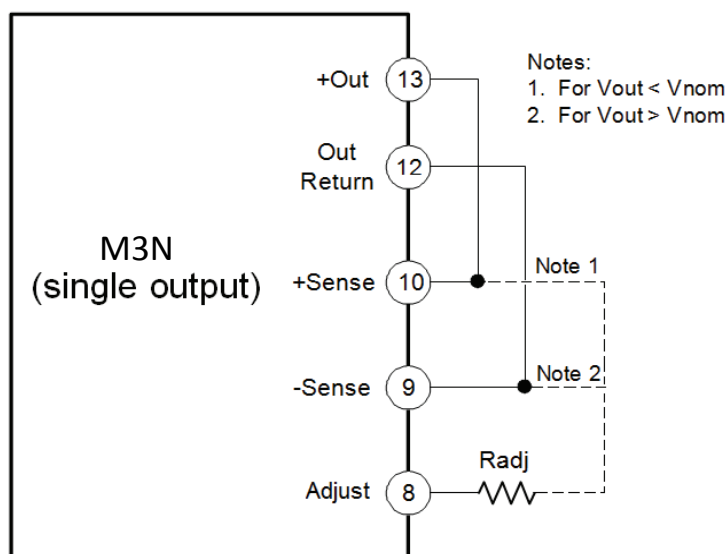 Notes:
1. For Vout < Vnom
2. For Vout > Vnom
+Out 13
Out
Return 12
M3N
(single output)
+Sense 10 Note 1
-Sense 9 Note 2
Radj
Adjust 8